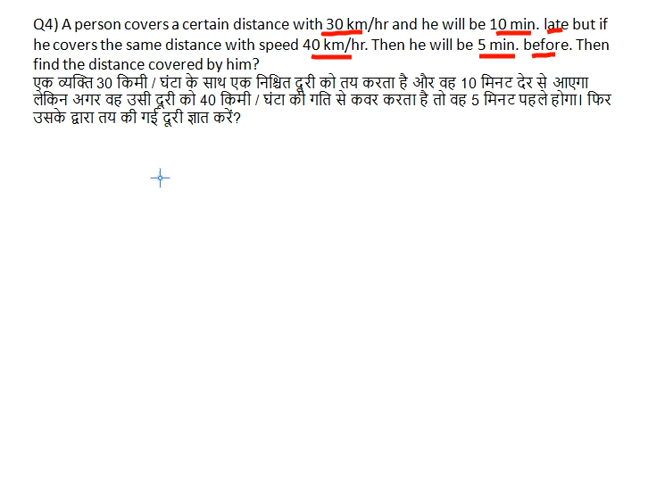 Q4) A person covers a certain distance with 30 km/hr and he will be 10 min. late but if
he covers the same distance with speed 40 km/hr. Then he will be 5 min. before. Then
find the distance covered by him?
एक व्यक्ति 30 किमी / घंटा के साथ एक निश्चित दूरी को तय करता है और वह 10 मिनट देर से आएगा
लेकिन अगर वह उसी दूरी को 40 किमी / घंटा की गति से कवर करता है तो वह 5 मिनट पहले होगा। फिर
उसके द्वारा तय की गई दूरी ज्ञात करें?